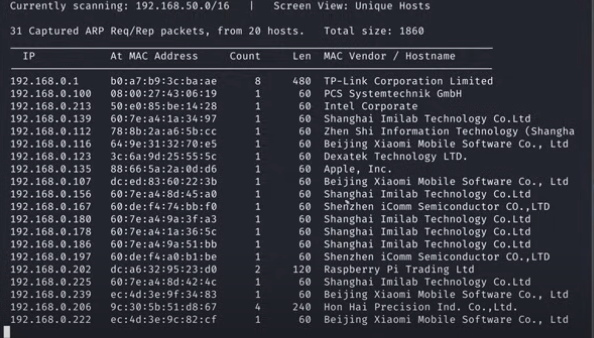 Currently scanning: 192.168.50.0/16 | Screen View: Unique Hosts
31 Captured ARP Req/Rep packets, from 20 hosts. Total size: 1860
IP At MAC Address Count Len MAC Vendor / Hostname
192.168.0.1 b0:a7:b9:3c:ba:ae 8 480 TP-Link Corporation Limited
192.168.0.100 08:00:27:43:06:19 1 60 PCS Systemtechnik GmbH
192.168.0.213 50:e0:85:be:14:28 1 60 Intel Corporate
192.168.0.139 60:7e:a4:1a:34:97 1 60 Shanghai Imilab Technology Co.Ltd
192.168.0.112 78:8b:2a:a6:5b:cc 1 60 Zhen Shi Information Technology (Shangha
192.168.0.116 64:9e:31:32:70:e5 1 60 Beijing Xiaomi Mobile Software Co., Ltd
192.168.0.123 3c:6a:9d:25:55:5c 1 60 Dexatek Technology LTD.
192.168.0.135 88:66:5a:2a:0d:d6 1 60 Apple, Inc.
192.168.0.107 dc:ed:83:60:22:3b 1 60 Beijing Xiaomi Mobile Software Co., Ltd
192.168.0.156 60:7e:a4:8d:45:a0 1 60 Shanghai Imilab Technology Co.Ltd
192.168.0.167 60:de:f4:74:bb:f0 1 60 Shenzhen iComm Semiconductor CO.,LTD
192.168.0.180 60:7e:a4:9a:3f:a3 1 60 Shanghai Imilab Technology Co.Ltd
192.168.0.178 60:7e:a4:1a:36:5c 1 60 Shanghai Imilab Technology Co.Ltd
192.168.0.186 60:7e:a4:9a:51:bb 1 60 Shanghai Imilab Technology Co.Ltd
192.168.0.197 60:de:f4:a0:b1:be 1 60 Shenzhen iComm Semiconductor CO.,LTD
192.168.0.202 dc:a6:32:95:23:d0 2 120 Raspberry Pi Trading Ltd
192.168.0.225 60:7e:a4:8d:42:4c 1 60 Shanghai Imilab Technology Co.Ltd
192.168.0.239 ec:4d:3e:9f:34:83 1 60 Beijing Xiaomi Mobile Software Co., Ltd
192.168.0.206 9c:30:5b:51:d8:67 4 240 Hon Hai Precision Ind. Co.,Ltd.
192.168.0.222 ec:4d:3e:9c:82:cf 1 60 Beijing Xiaomi Mobile Software Co., Ltd